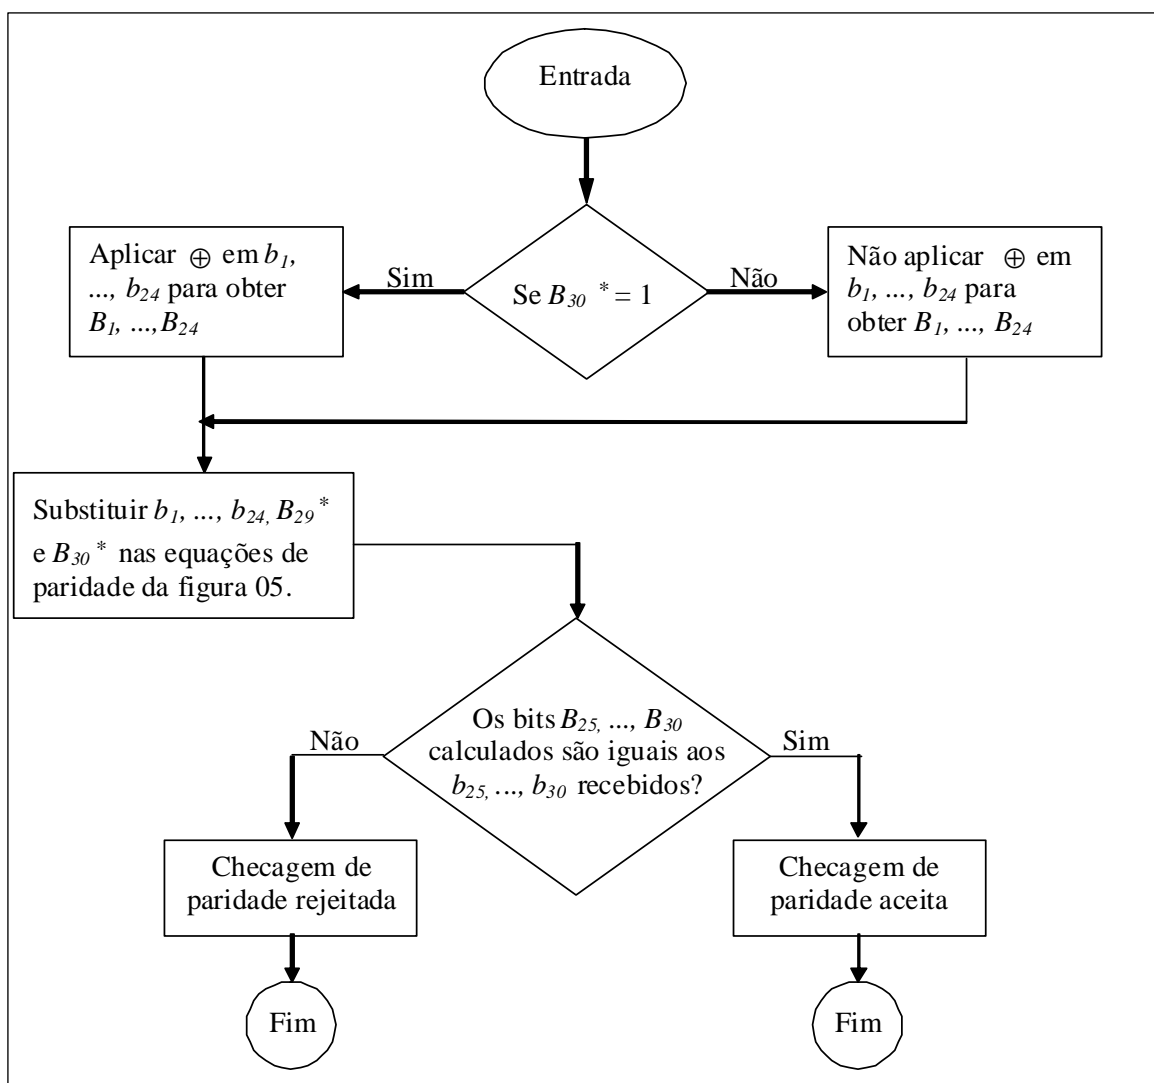 Entrada
Aplicar ⊕ em b1,
..., b24 para obter
B1, ...,B24
Sim
Se B30 * = 1
Não
Não aplicar ⊕ em
b1, ..., b24 para
obter B1, ..., B24
Substituir b1, ..., b24, B29 *
e B30 * nas equações de
paridade da figura 05.
Os bits B25, ..., B30
calculados são iguais aos
b25, ..., b30 recebidos?
Não
Sim
Checagem de
paridade rejeitada
Checagem de
paridade aceita
Fim
Fim